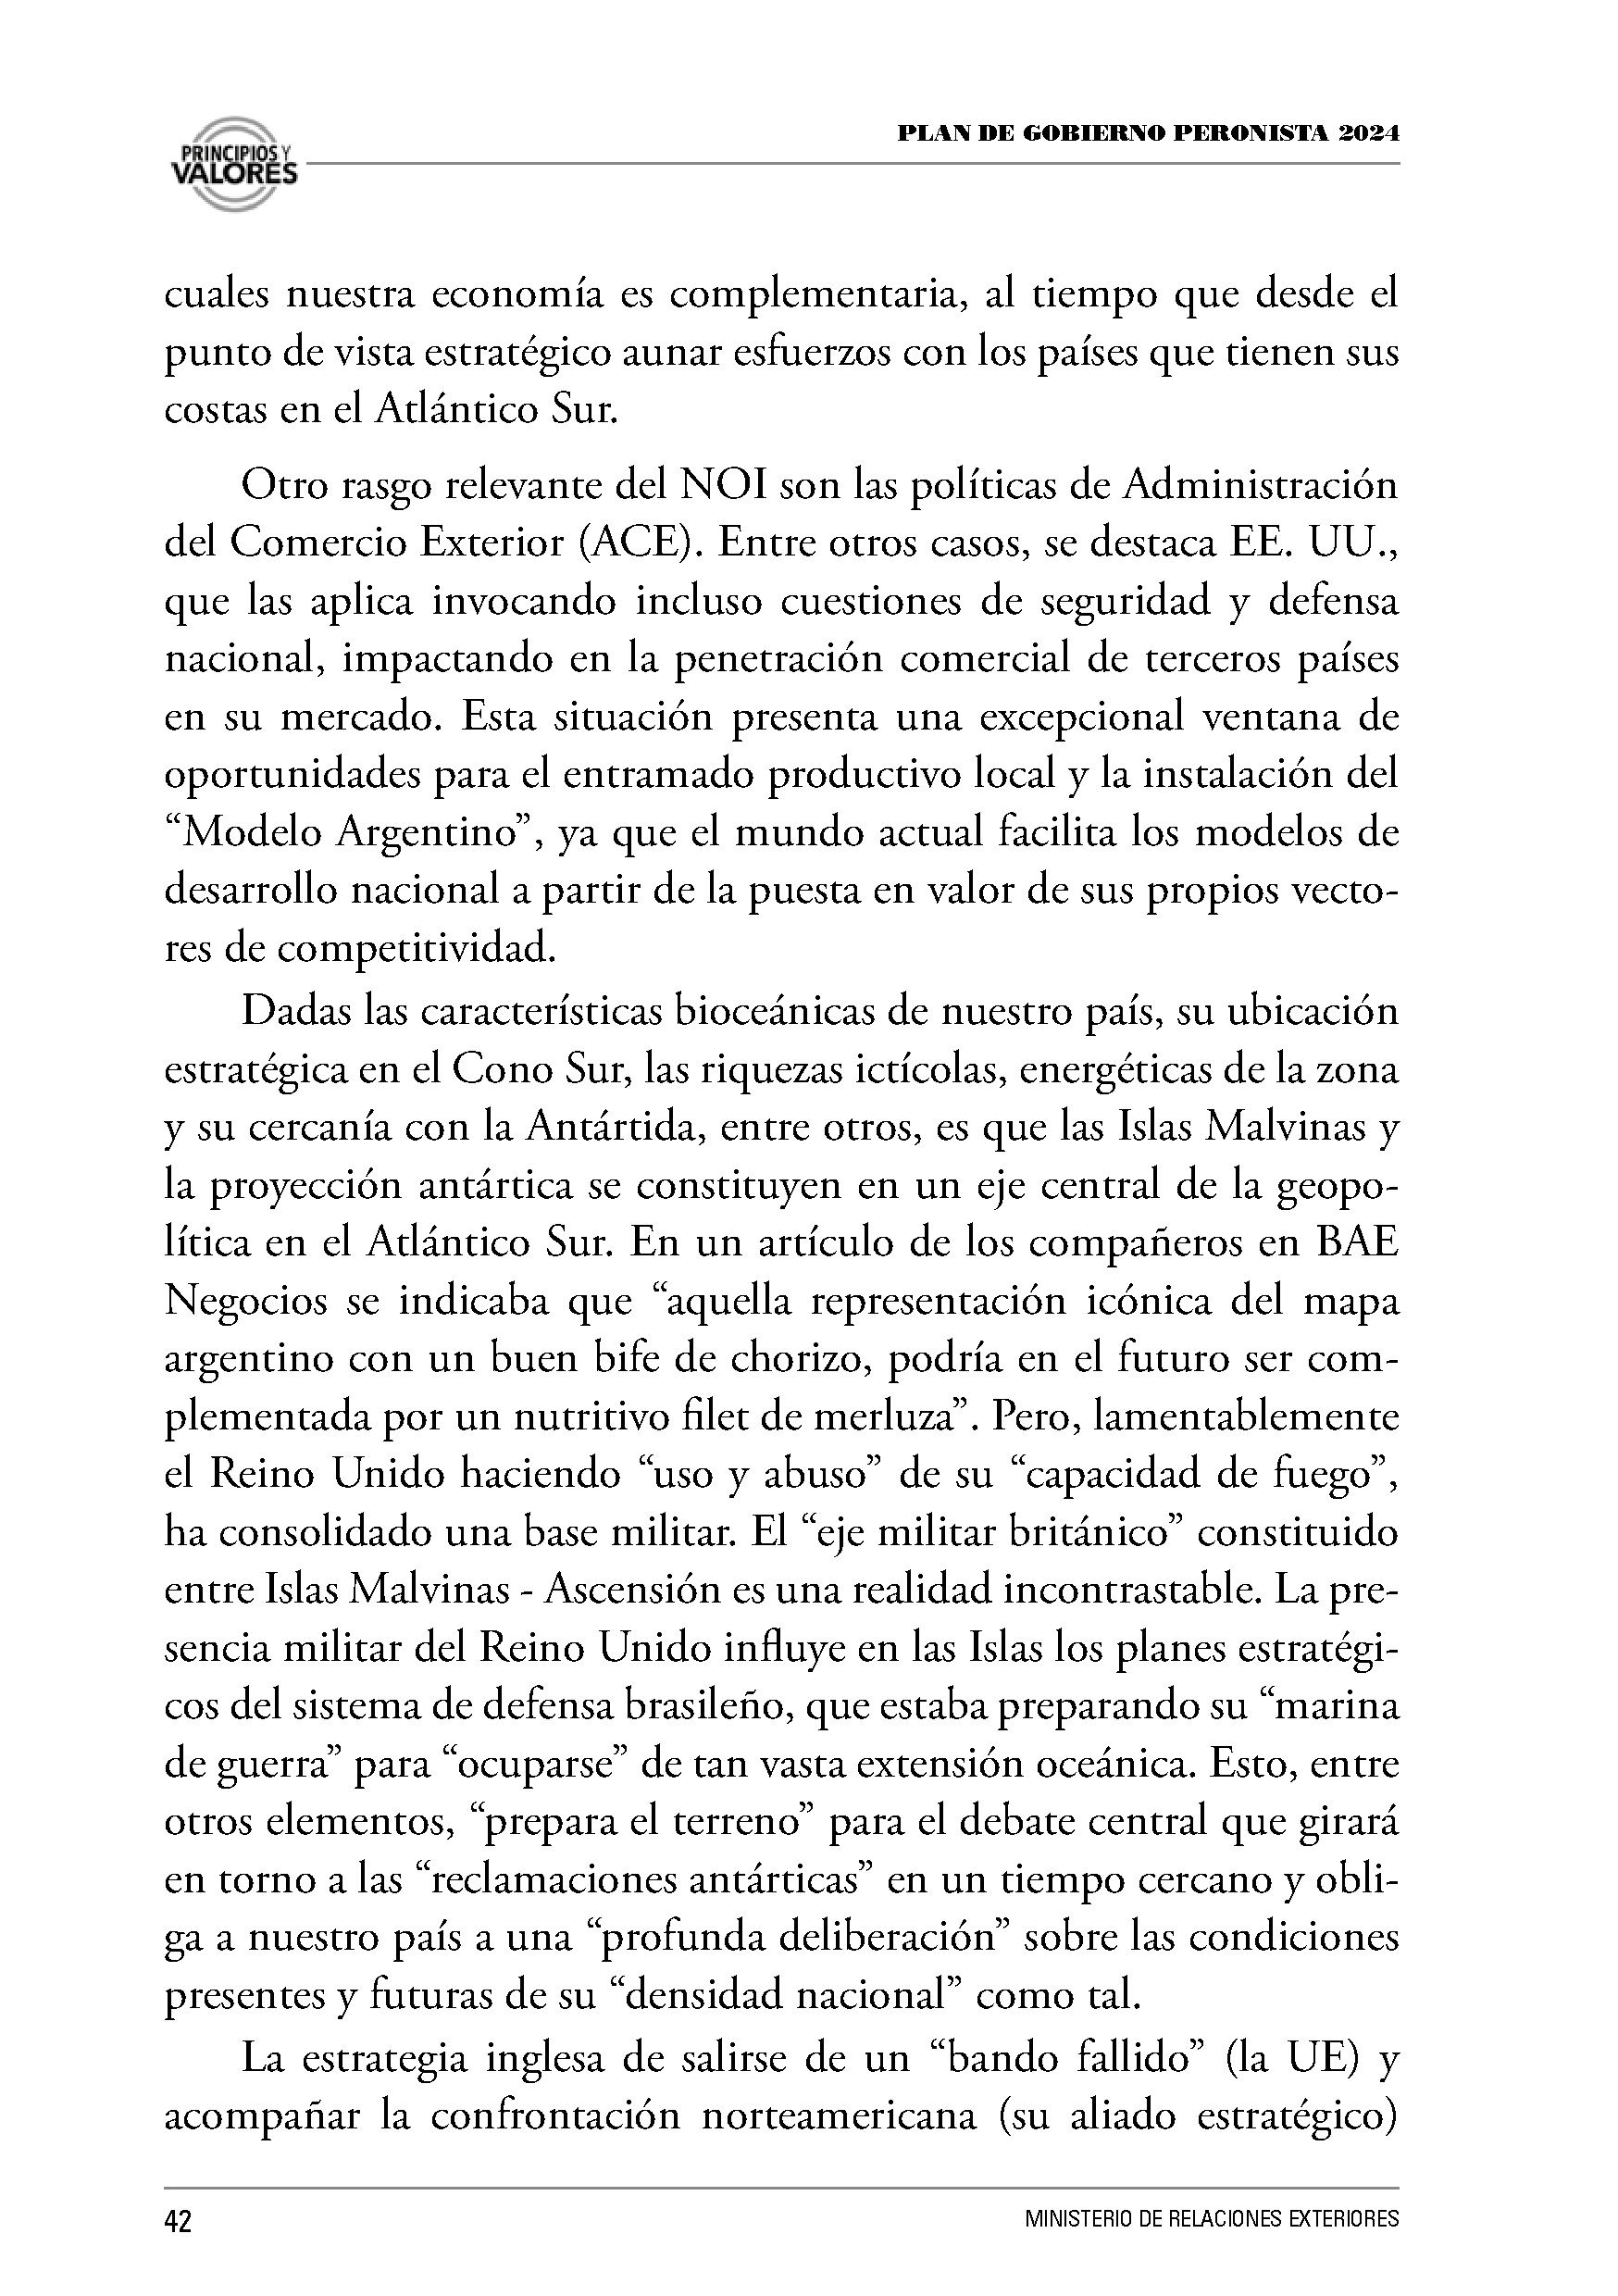 PRINCIPIOS Y
VALORES
PLAN DE GOBIERNO PERONISTA 2024
cuales nuestra economía es complementaria, al tiempo que desde el
punto de vista estratégico aunar esfuerzos con los países que tienen sus
costas en el Atlántico Sur.
Otro rasgo relevante del NOI son las políticas de Administración
del Comercio Exterior (ACE). Entre otros casos, se destaca EE. UU.,
que las aplica invocando incluso cuestiones de seguridad y defensa
nacional, impactando en la penetración comercial de terceros países
en su mercado. Esta situación presenta una excepcional ventana de
oportunidades para el entramado productivo local y la instalación del
“Modelo Argentino”, ya que el mundo actual facilita los modelos de
desarrollo nacional a partir de la puesta en valor de sus propios vecto-
res de competitividad.
Dadas las características bioceánicas de nuestro país, su ubicación
estratégica en el Cono Sur, las riquezas ictícolas, energéticas de la zona
y su cercanía con la Antártida, entre otros, es que las Islas Malvinas y
la proyección antártica se constituyen en un eje central de la geopo-
lítica en el Atlántico Sur. En un artículo de los compañeros en BAE
Negocios se indicaba que “aquella representación icónica del mapa
argentino con un buen bife de chorizo, podría en el futuro ser com-
plementada por un nutritivo filet de merluza”. Pero, lamentablemente
el Reino Unido haciendo “uso y abuso” de su “capacidad de fuego”,
ha consolidado una base militar. El “eje militar británico” constituido
entre Islas Malvinas - Ascensión es una realidad incontrastable. La pre-
sencia militar del Reino Unido influye en las Islas los planes estratégi-
cos del sistema de defensa brasileño, que estaba preparando su “marina
de guerra” para “ocuparse” de tan vasta extensión oceánica. Esto, entre
otros elementos, “prepara el terreno” para el debate central que girará
en torno a las “reclamaciones antárticas” en un tiempo cercano y obli-
ga a nuestro país a una “profunda deliberación” sobre las condiciones
presentes y futuras de su “densidad nacional” como tal.
La estrategia inglesa de salirse de un “bando fallido” (la UE) y
acompañar la confrontación norteamericana (su aliado estratégico)
42
MINISTERIO DE RELACIONES EXTERIORES